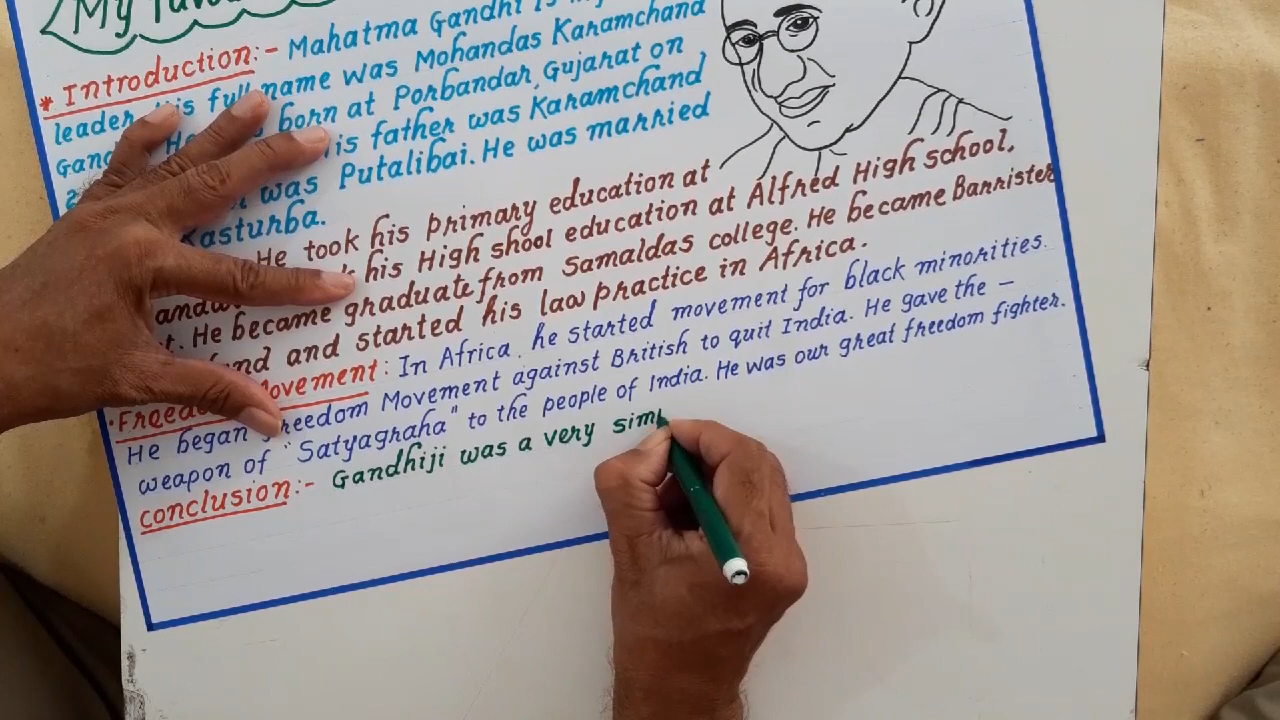 My
* Introduction:- Mahatma Gandhi is
leader. His full name was Mohandas Karamchand
He born at Porbandar, Gujarat on
his father was Karamchand
was Putalibai. He was married
Kasturba.
He took his primary education at
his High shool education at Alfred High school,
He became graduate from Samaldas college. He became Barrister
and started his law practice in Africa.
Freedom Movement: In Africa, he started movement for black minorities.
He began Freedom Movement against British to quit India. He gave the –
weapon of "Satyagraha" to the people of India. He was our great freedom fighter.
conclusion:- Gandhiji was a very sim